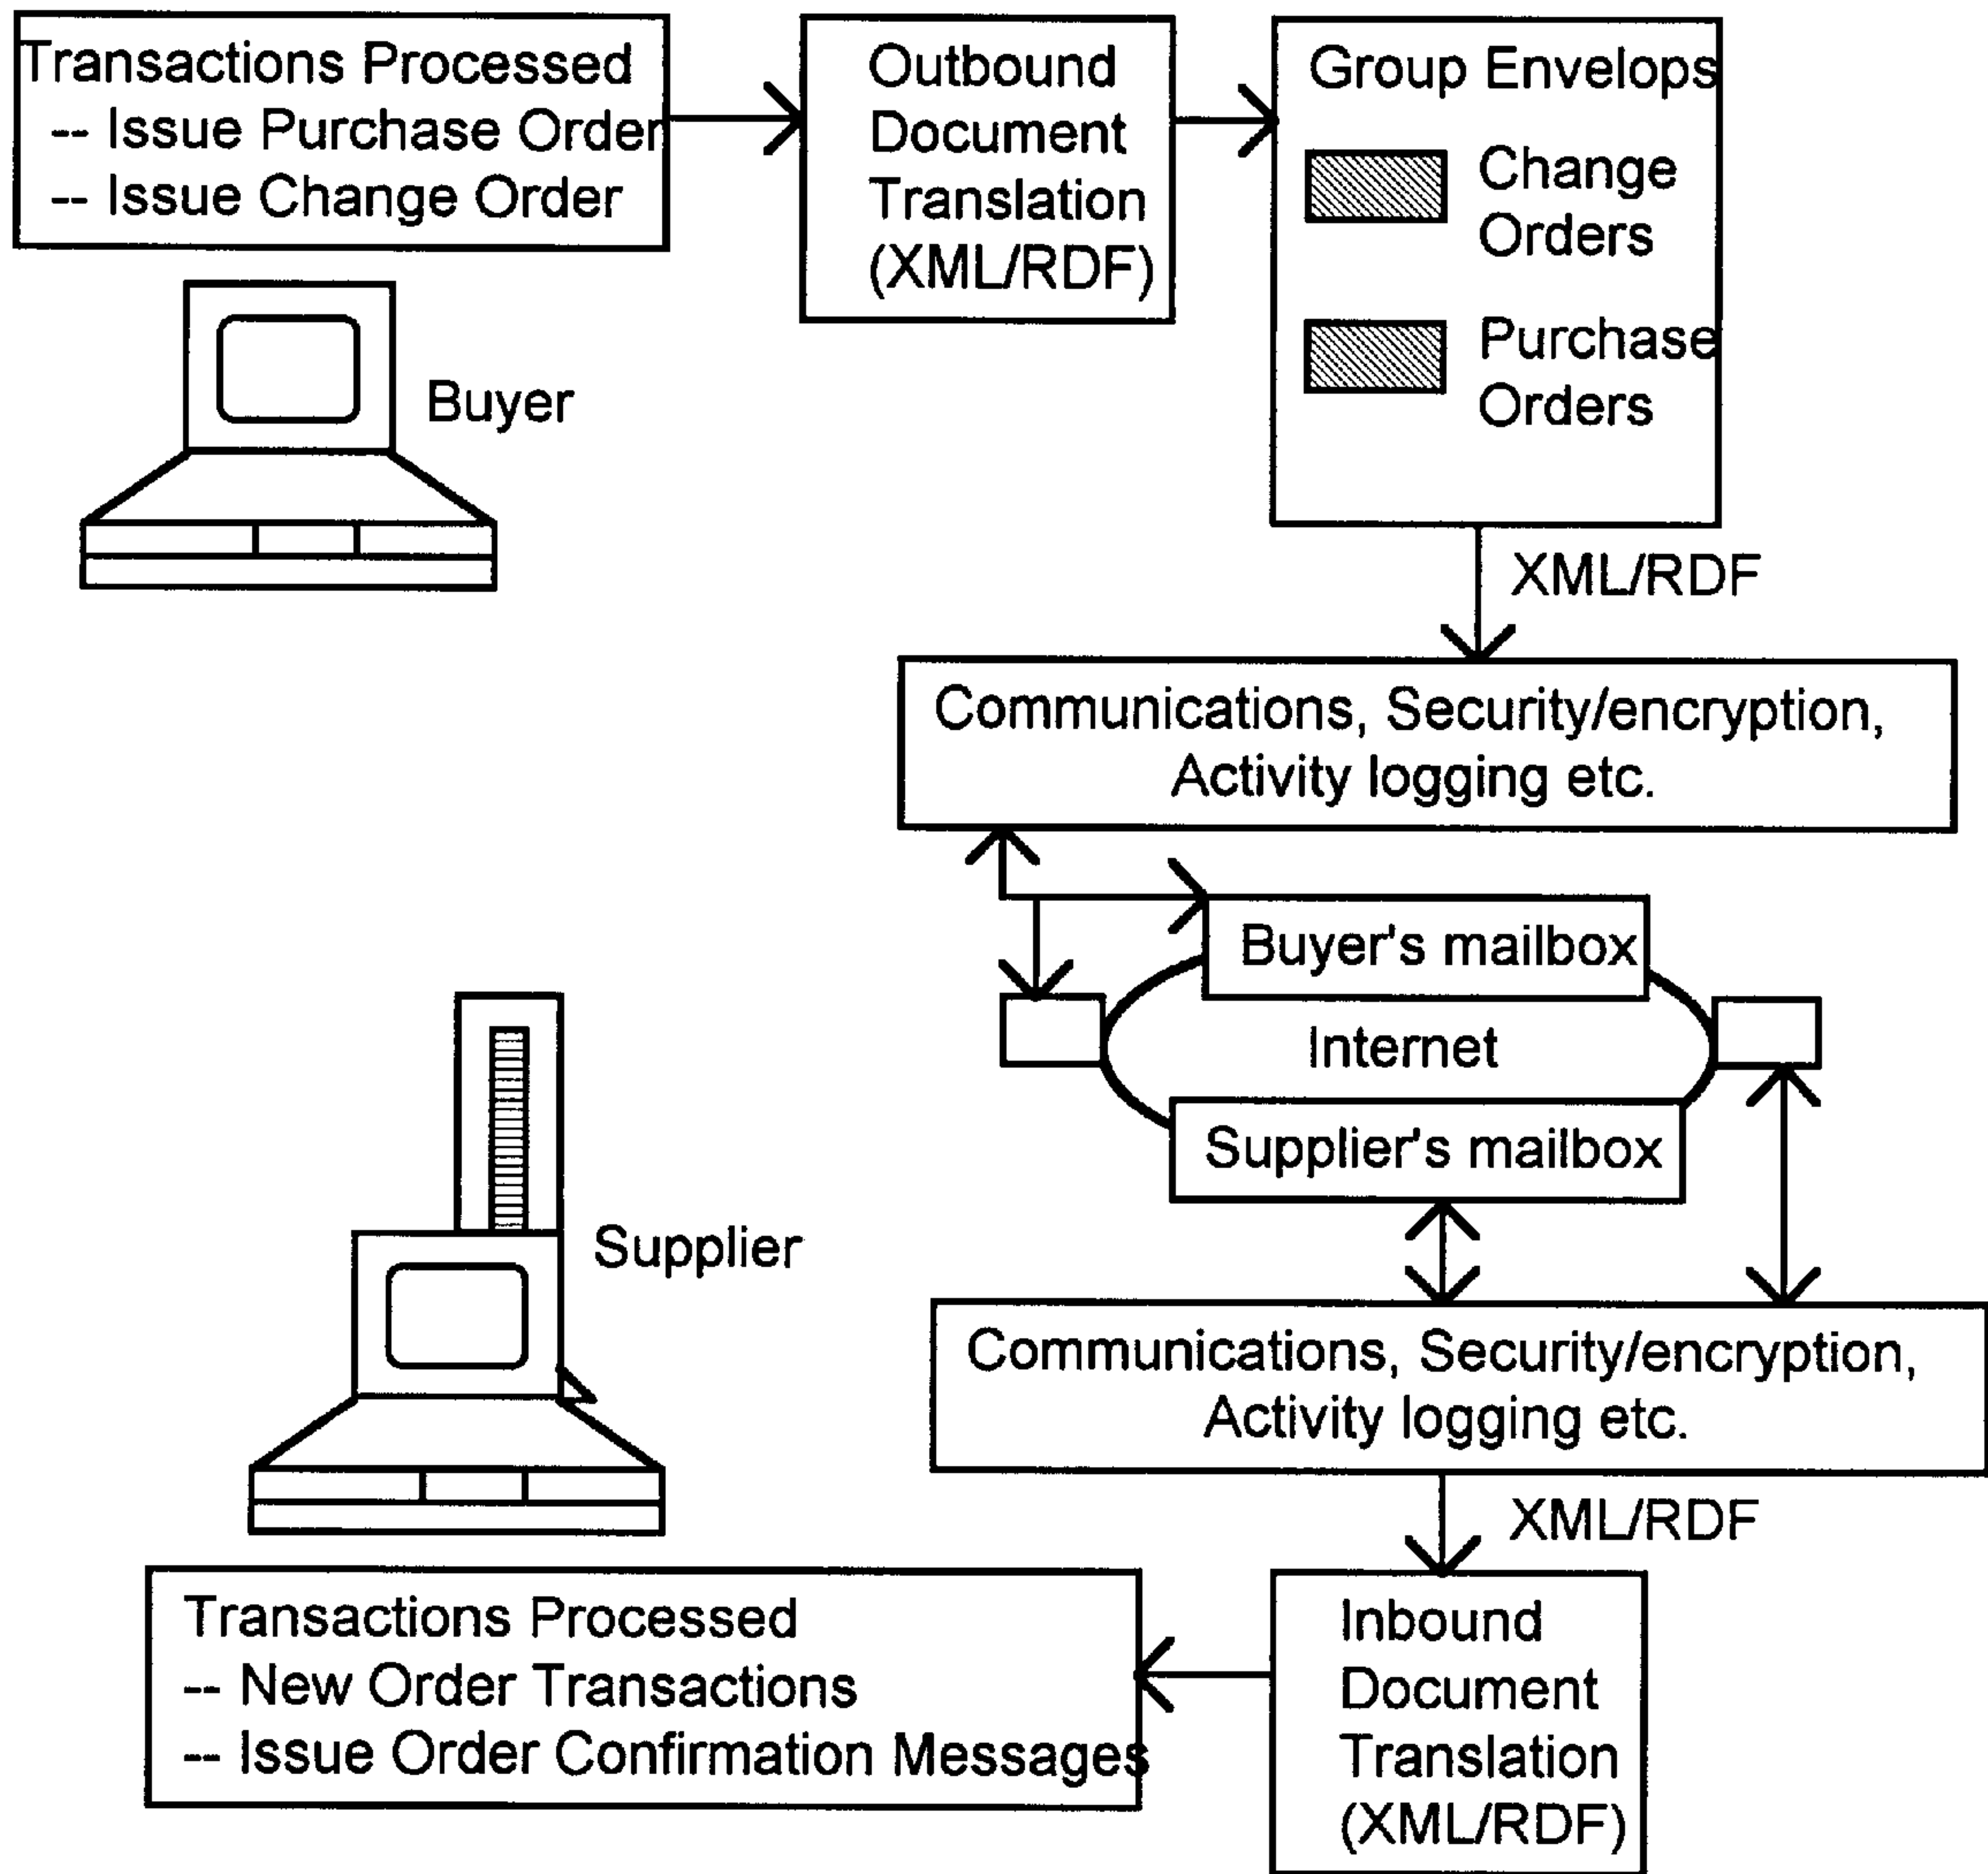 Transactions Processed
-- Issue Purchase Order
-- Issue Change Order
Outbound
Document
Translation
(XML/RDF)
Group Envelops
Change
Orders
Purchase
Orders
Buyer
XML/RDF
Communications, Security/encryption,
Activity logging etc.
Buyer's mailbox
Internet
Supplier's mailbox
Supplier
Communications, Security/encryption,
Activity logging etc.
XML/RDF
Inbound
Document
Translation
(XML/RDF)
Transactions Processed
-- New Order Transactions
-- Issue Order Confirmation Messages